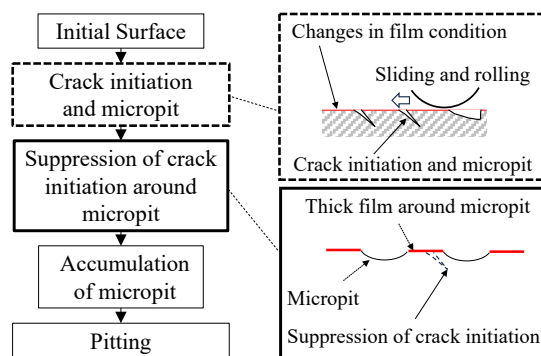 Initial Surface
Crack initiation
and micropit
Suppression of crack
initiation around
micropit
Accumulation
of micropit
Pitting
Changes in film condition
Sliding and rolling
Crack initiation and micropit
Thick film around micropit
Micropit
Suppression of crack initiation